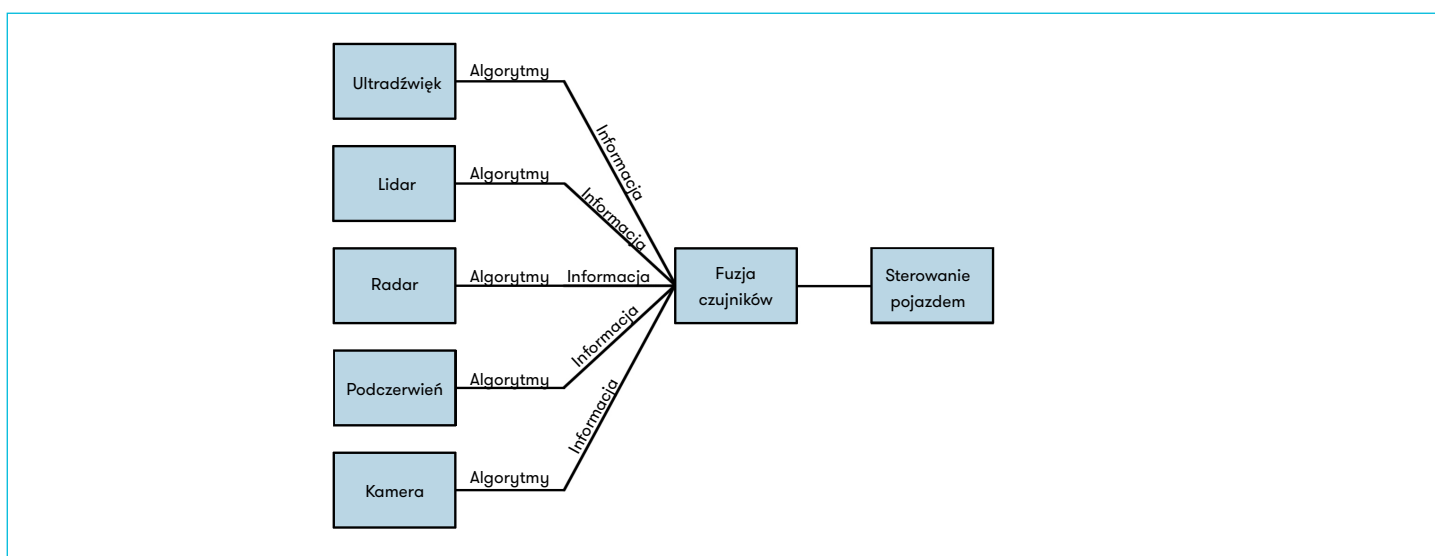 Ultradźwięk
Algorytmy
Informacja
Lidar
Algorytmy
Informacja
Radar
Algorytmy
Informacja
Fuzja
czujników
Sterowanie
pojazdem
Podczerwień
Algorytmy
Informacja
Kamera
Algorytmy
Informacja